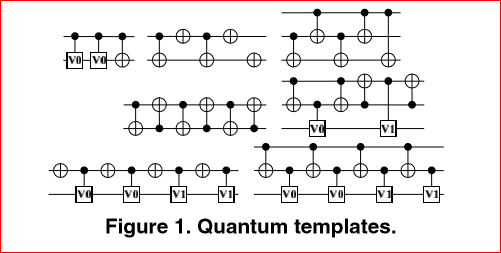 V0 V0
V0 V1
V0 V0 V1 V1
V0 V0 V1 V1
Figure 1. Quantum templates.